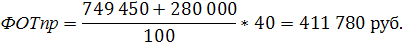 ФОТпр = (749 450 + 280 000) / 100 * 40 = 411 780 руб.